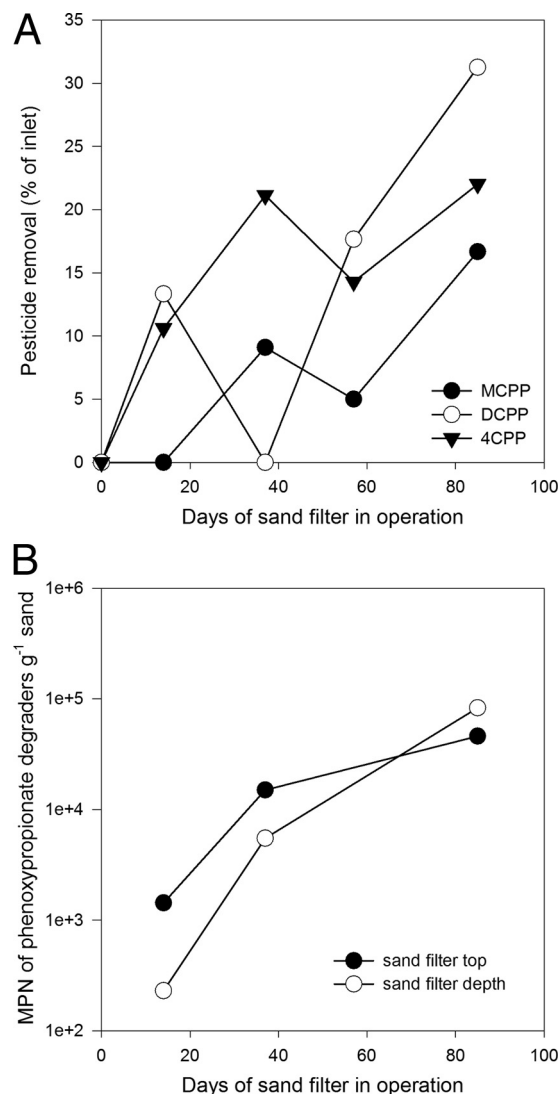 A
35
30
25
20
15
10
5
0
Pesticide removal (% of inlet)
MCPP
DCPP
4CPP
0 20 40 60 80 100
Days of sand filter in operation
B
1e+6
1e+5
1e+4
1e+3
1e+2
MPN of phenoxypropionate degraders g⁻¹ sand
sand filter top
sand filter depth
0 20 40 60 80 100
Days of sand filter in operation